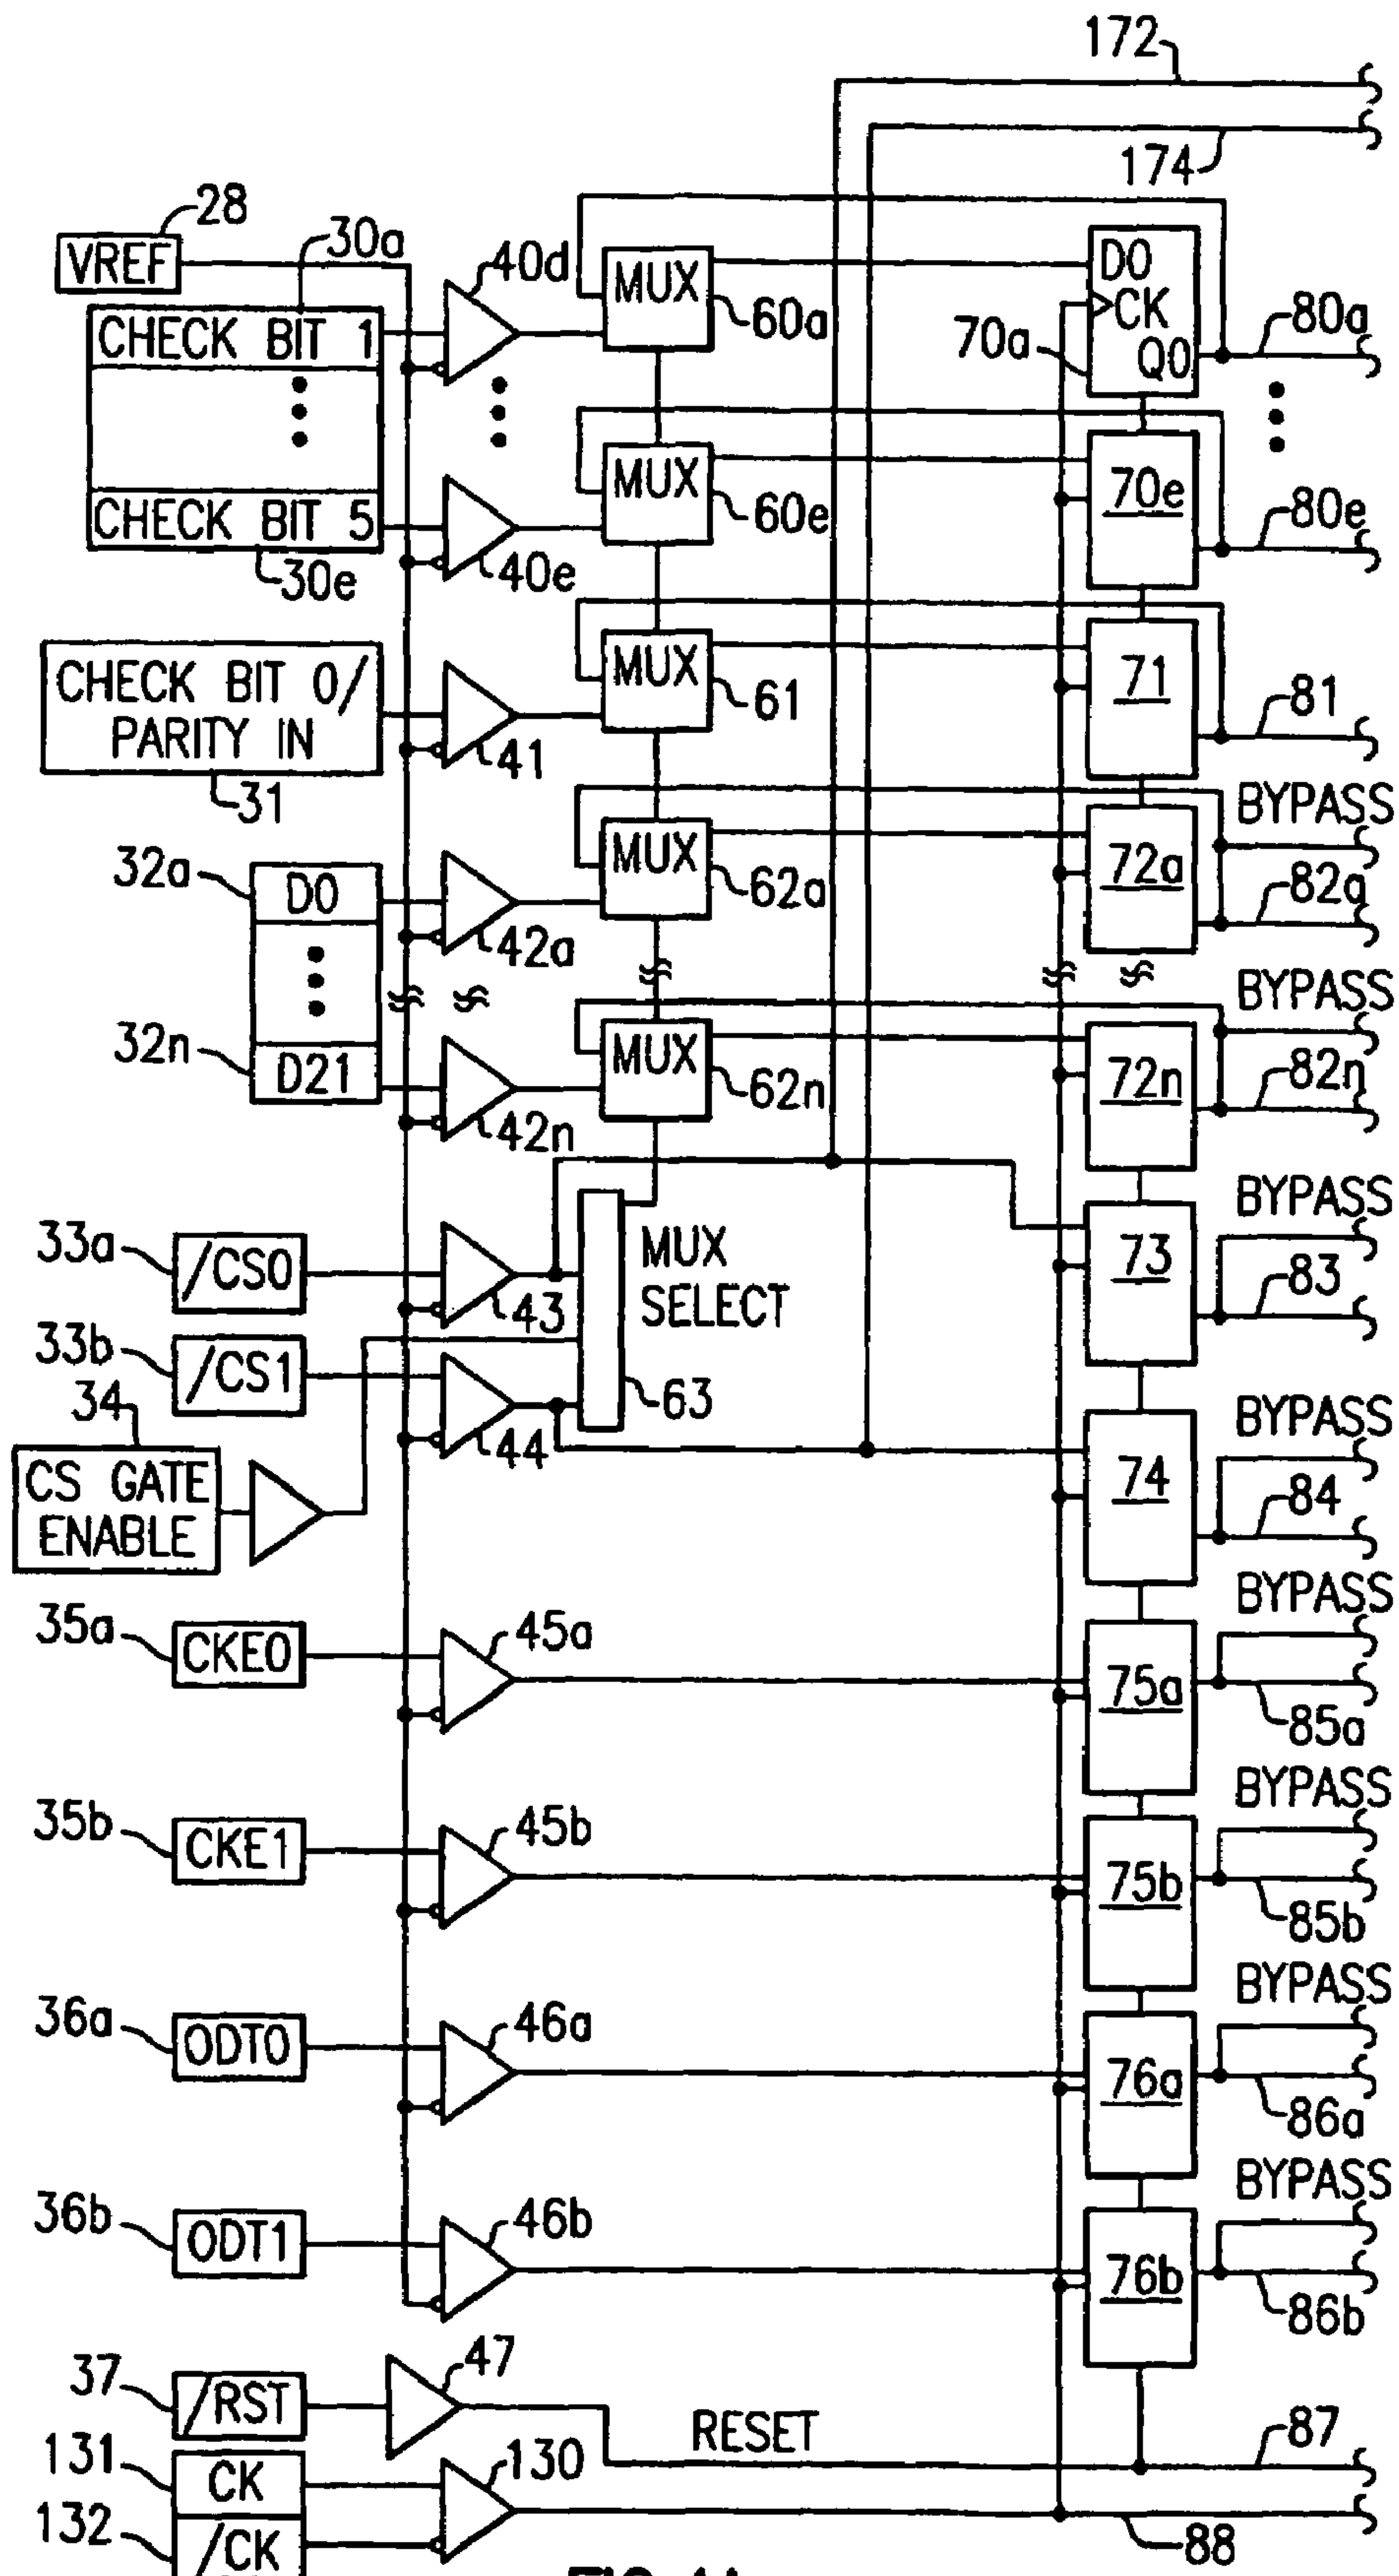 172
174
28
VREF
30a
40d
MUX
60a
D0
CK
Q0
70a
80a
CHECK BIT 1
MUX
60e
70e
80e
CHECK BIT 5
30e
40e
CHECK BIT 0/
PARITY IN
31
41
MUX
61
71
81
BYPASS
32a
D0
42a
MUX
62a
72a
82a
BYPASS
32n
D21
42n
MUX
62n
72n
82n
BYPASS
33a
/CS0
43
MUX
SELECT
73
83
33b
/CS1
44
63
BYPASS
34
CS GATE
ENABLE
74
84
BYPASS
35a
CKE0
45a
75a
85a
BYPASS
35b
CKE1
45b
75b
85b
BYPASS
36a
ODT0
46a
76a
86a
BYPASS
36b
ODT1
46b
76b
86b
37
/RST
47
RESET
87
131
CK
130
132
/CK
88